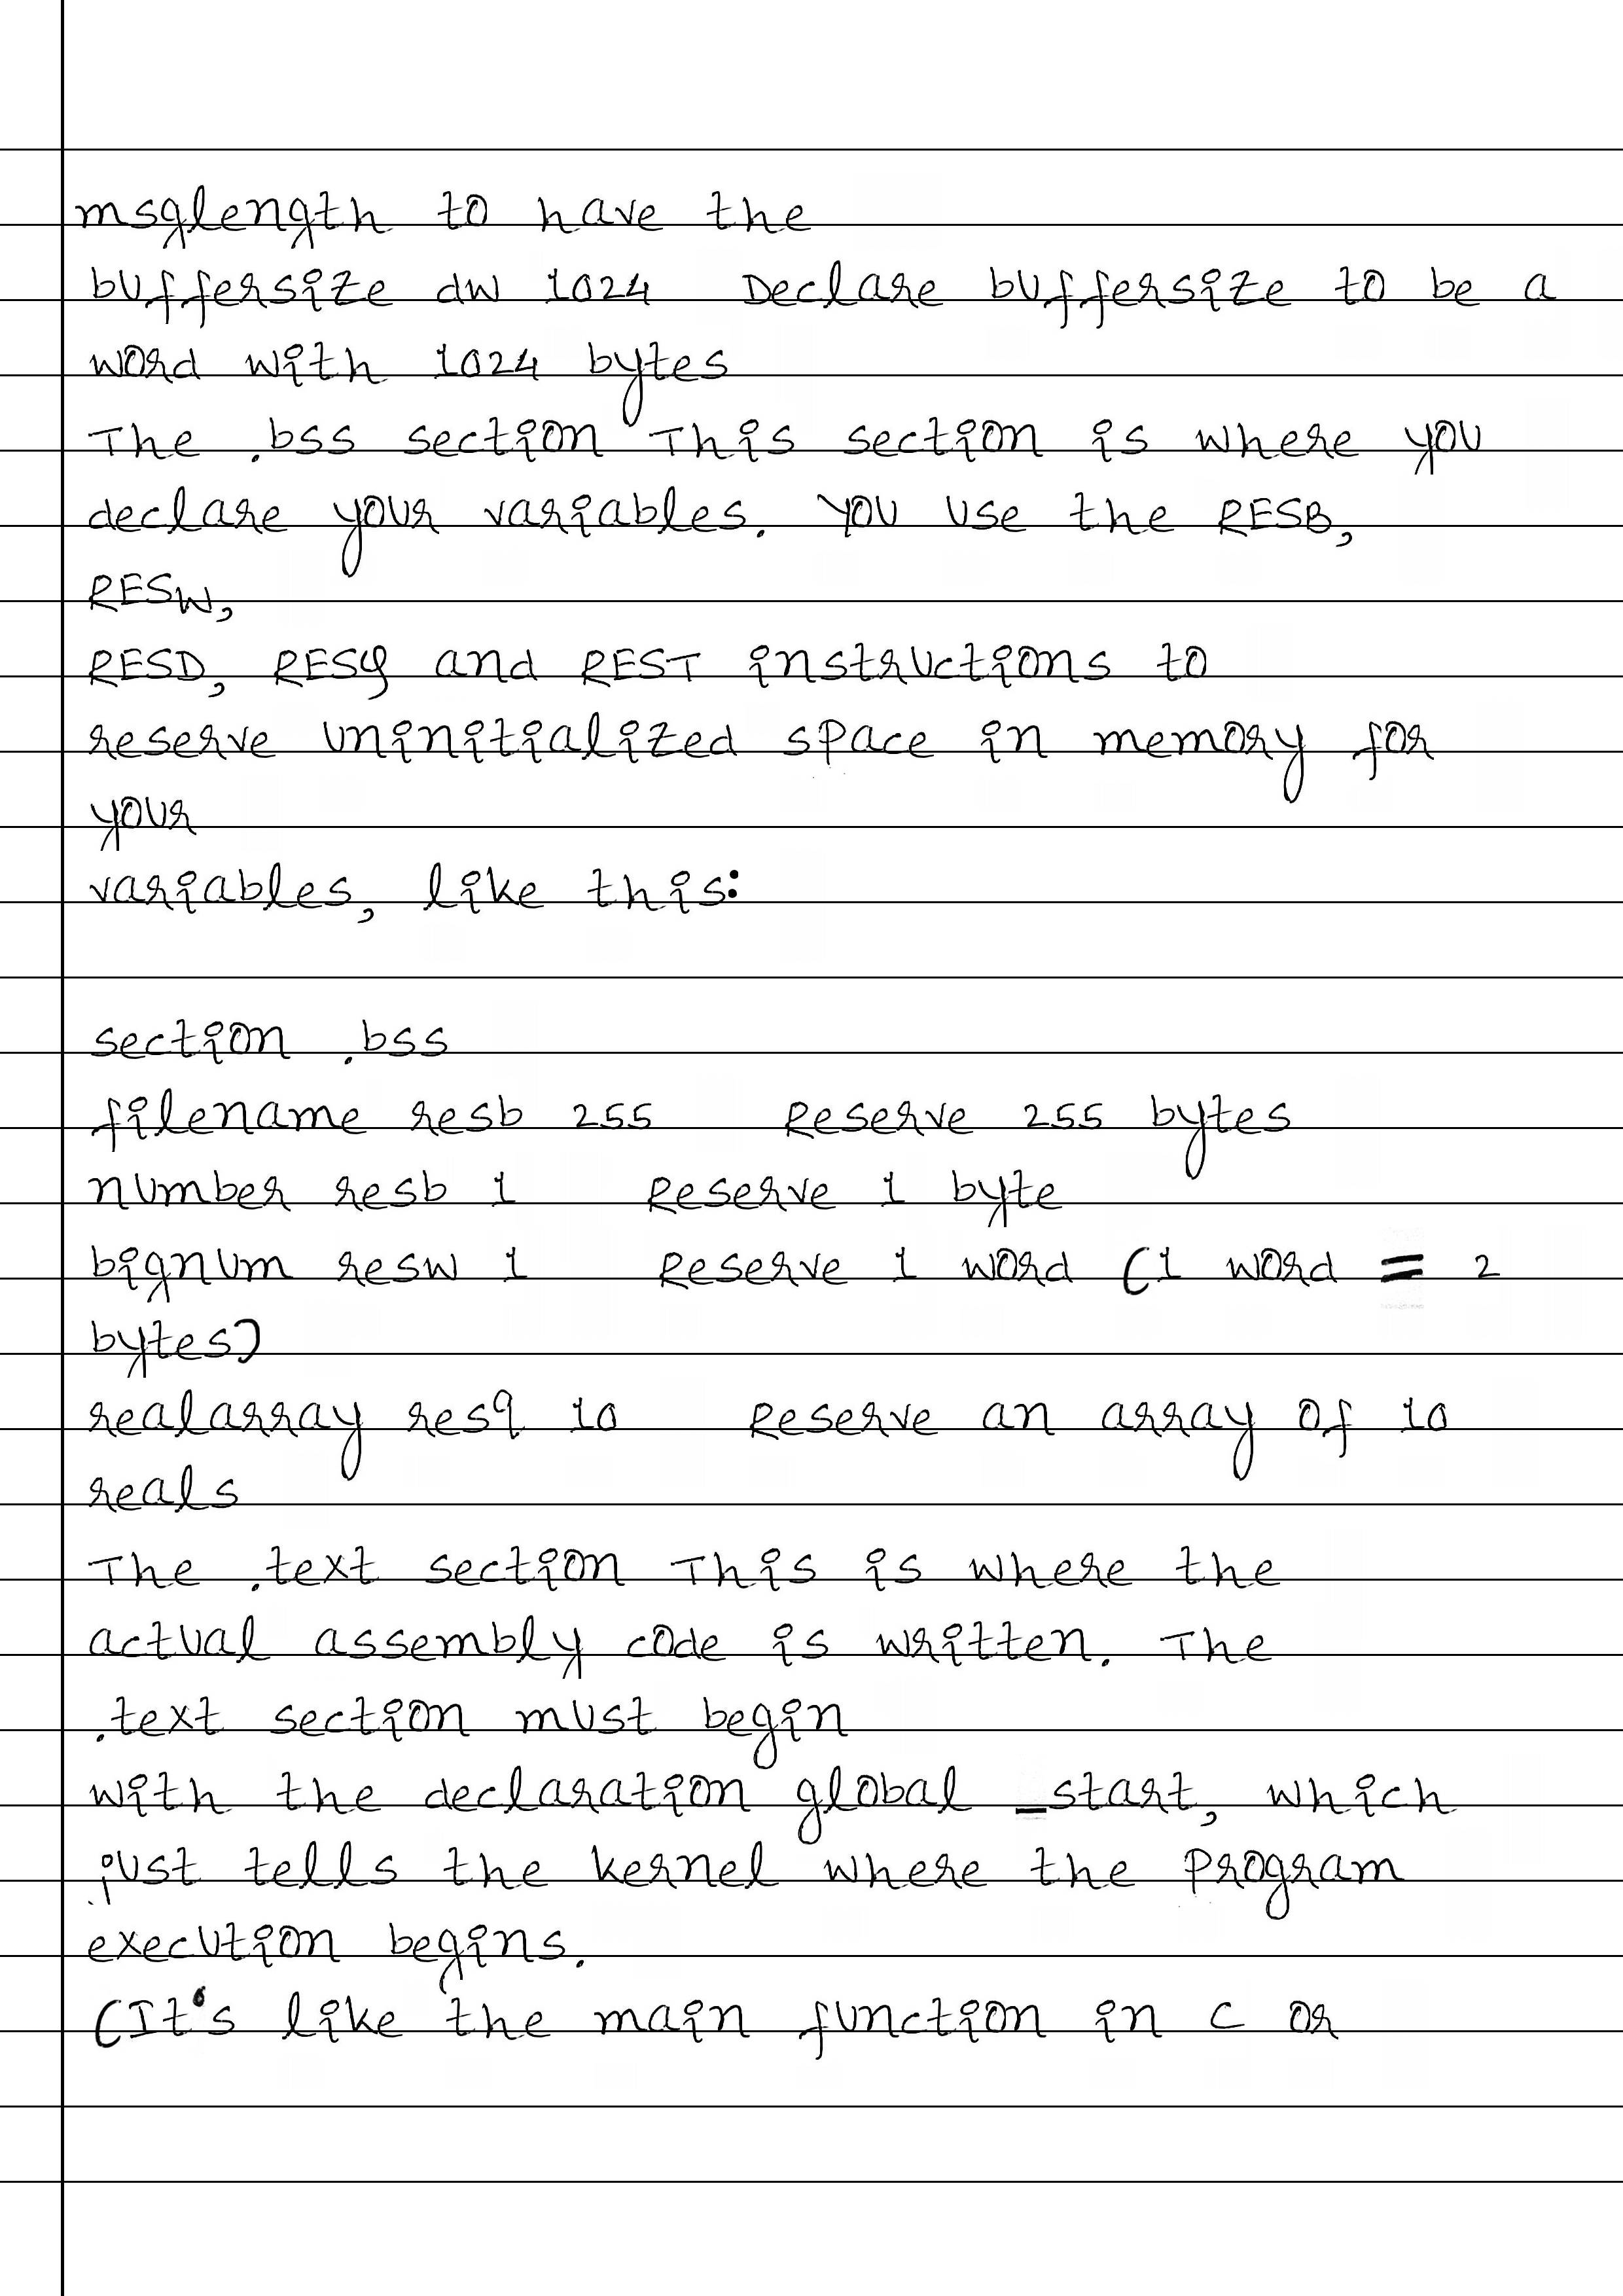 msglength to have the
buffersize dw 1024 Declare buffersize to be a
word with 1024 bytes
The .bss section This section is where you
declare your variables. You use the RESB,
RESW,
RESD, RESQ and REST instructions to
reserve uninitialized space in memory for
your
variables, like this:
section .bss
filename resb 255 Reserve 255 bytes
number resb 1 Reserve 1 byte
bignum resw 1 Reserve 1 word (1 word = 2
bytes)
realarray resq 10 Reserve an array of 10
reals
The .text section This is where the
actual assembly code is written. The
.text section must begin
with the declaration global _start, which
just tells the kernel where the program
execution begins.
(It's like the main function in C or